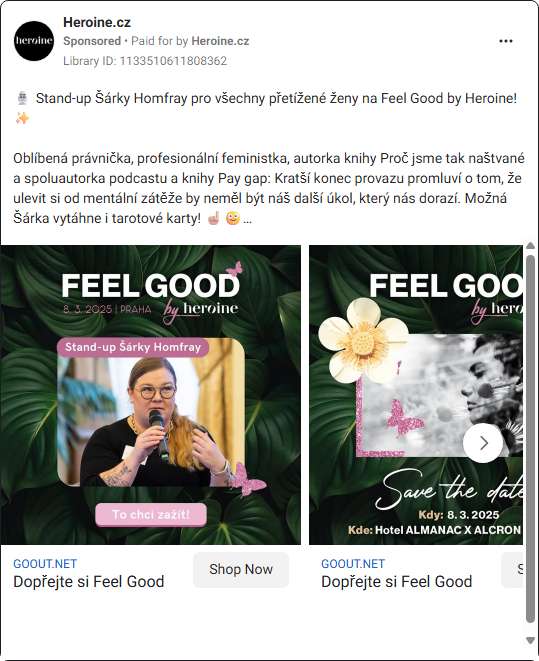 heroine
Heroine.cz
Sponsored • Paid for by Heroine.cz
Library ID: 1133510611808362
Stand-up Šárky Homfray pro všechny přetížené ženy na Feel Good by Heroine!
Oblíbená právnička, profesionální feministka, autorka knihy Proč jsme tak naštvané
a spoluautorka podcastu a knihy Pay gap: Kratší konec provazu promluví o tom, že
ulevit si od mentální zátěže by neměl být náš další úkol, který nás dorazí. Možná
Šárka vytáhne i tarotové karty! ☝🏼 🤪 ...
FEEL GOOD
8. 3. 2025 | PRAHA by heroine
Stand-up Šárky Homfray
To chci zažít!
FEEL GOO
by hero
Save the date
Kdy: 8. 3. 2025
Kde: Hotel ALMANAC X ALCRON
GOOUT.NET
Dopřejte si Feel Good
Shop Now
GOOUT.NET
Dopřejte si Feel Good
S